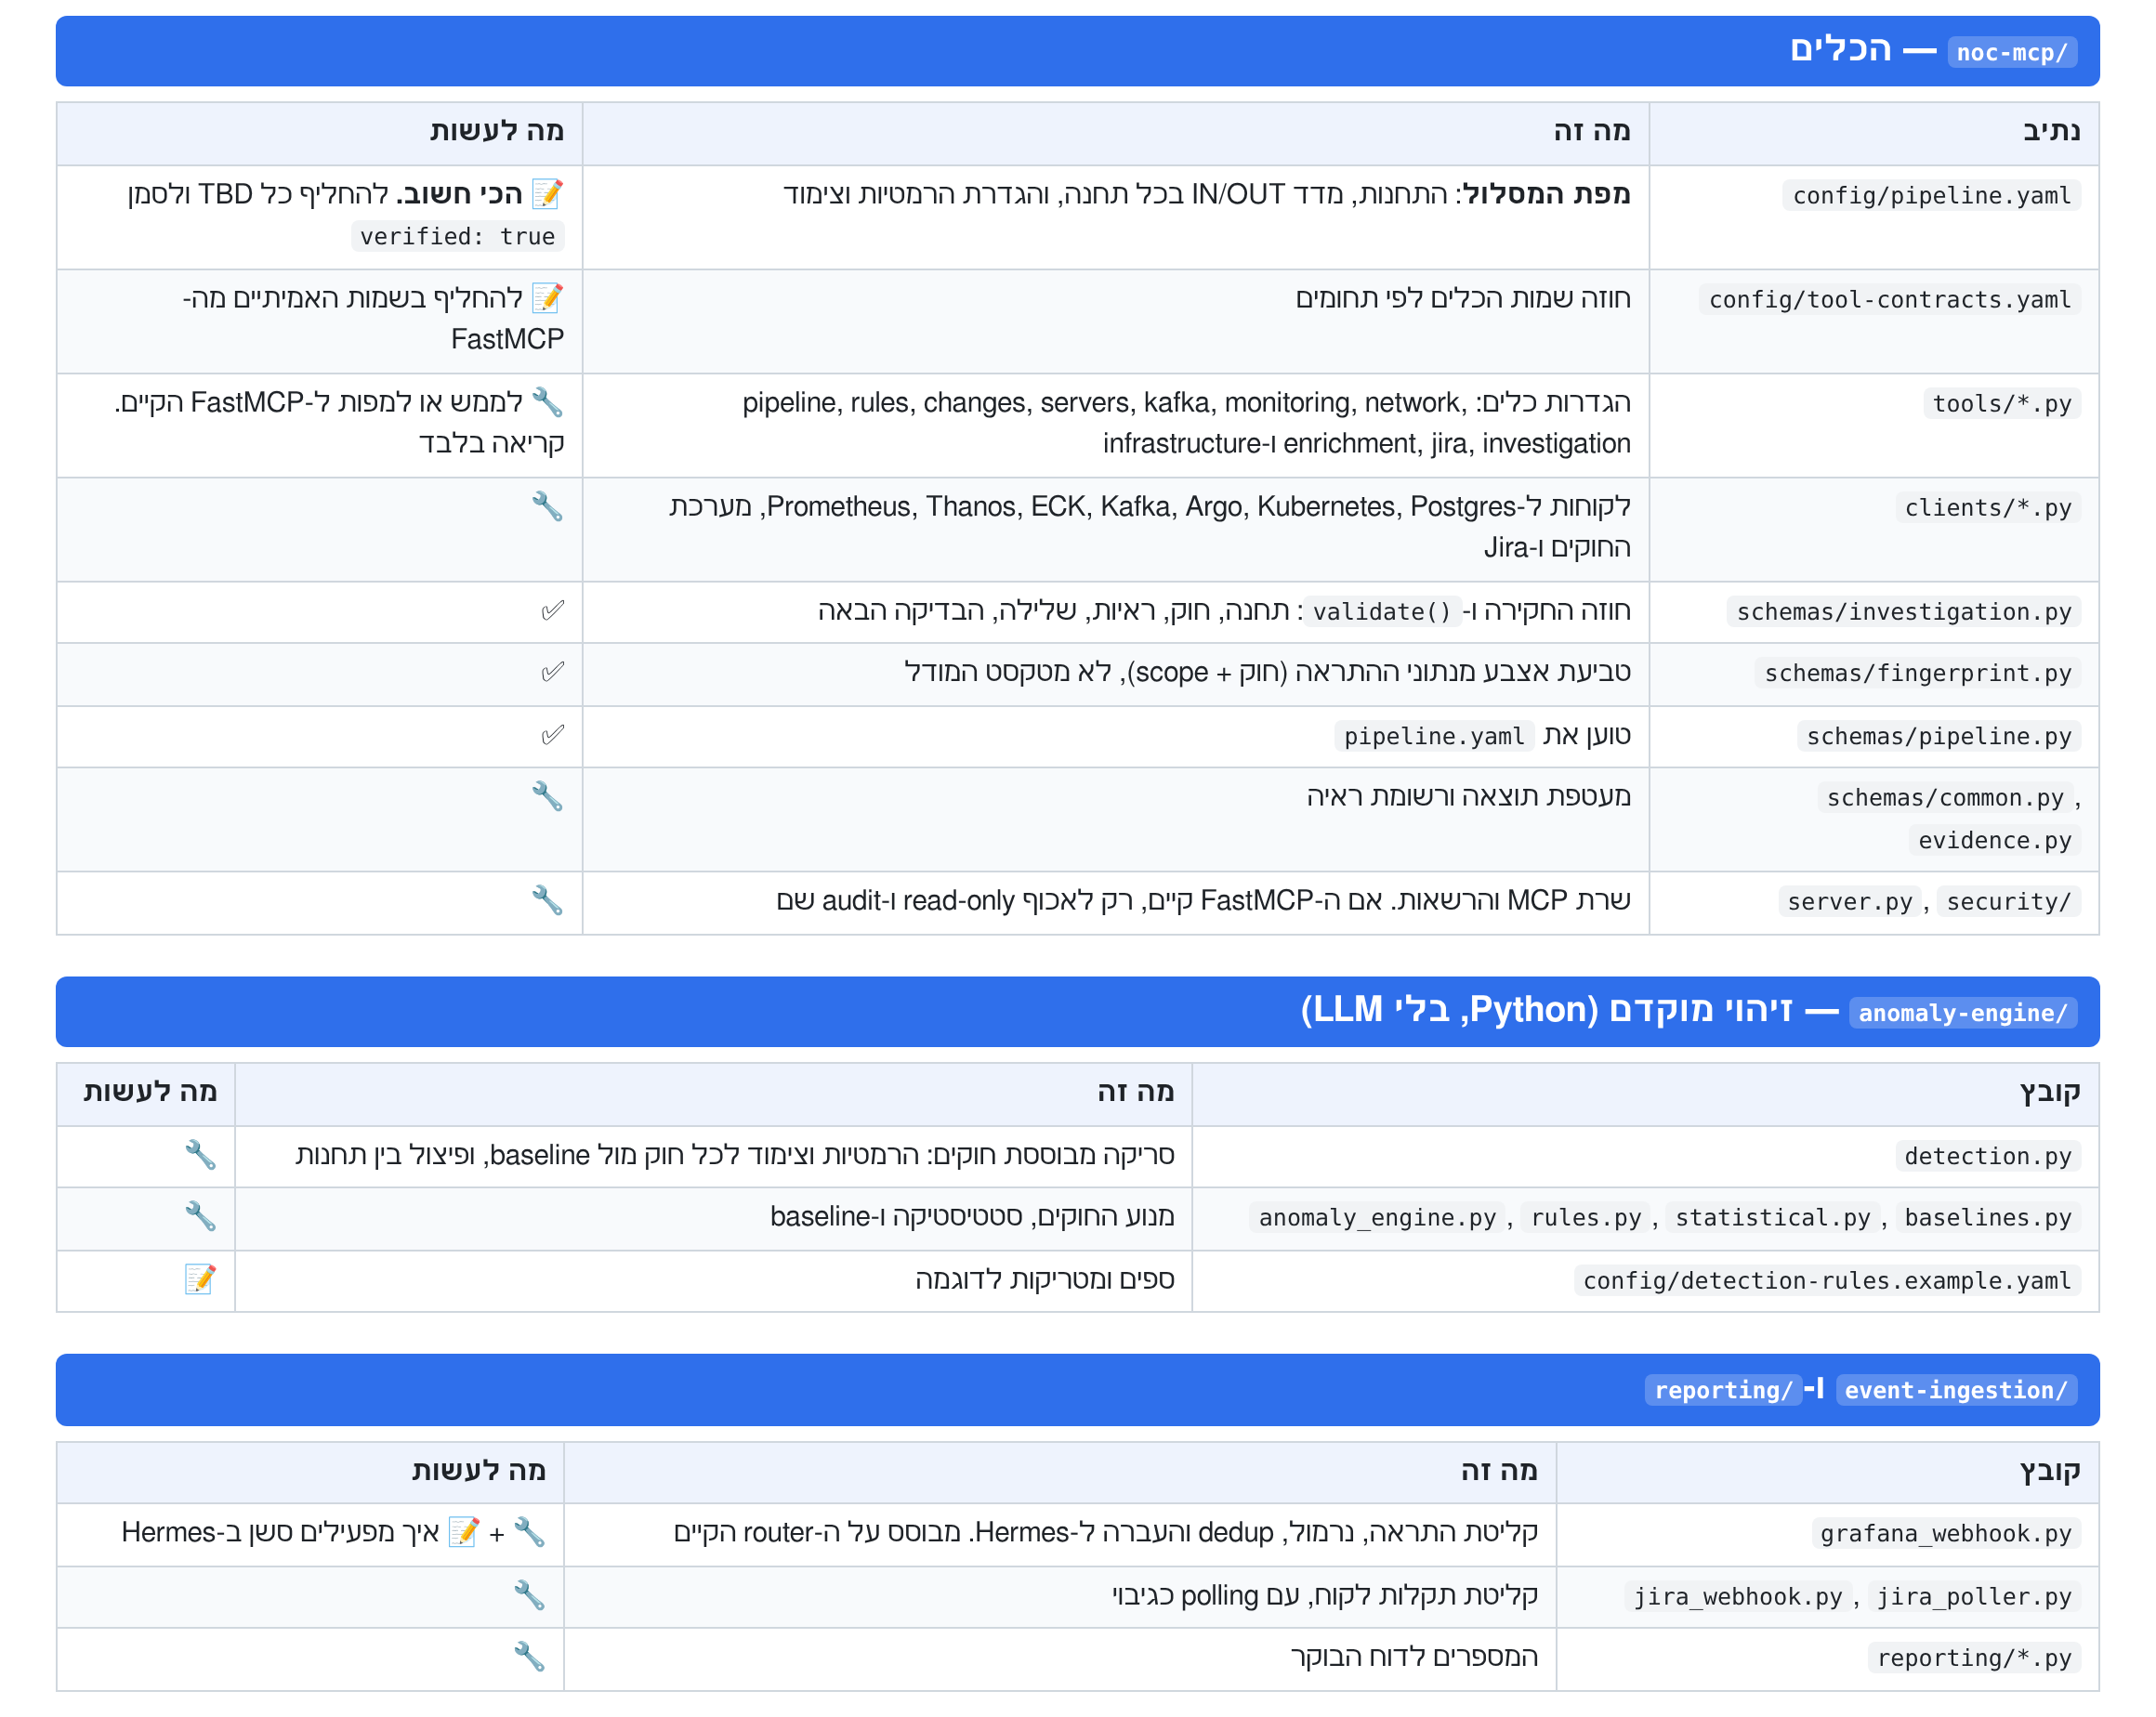 noc-mcp/ — הכלים
נתיב
מה זה
מה לעשות
config/pipeline.yaml
מפת המסלול: התחנות, מדד IN/OUT בכל תחנה, והגדרת הרמטיות וצימוד
📝 הכי חשוב. להחליף כל TBD ולסמן
verified: true
config/tool-contracts.yaml
חוזה שמות הכלים לפי תחומים
📝 להחליף בשמות האמיתיים מה-
FastMCP
tools/*.py
הגדרות כלים: pipeline, rules, changes, servers, kafka, monitoring, network,
enrichment, jira, investigation ו-infrastructure
🔧 לממש או למפות ל-FastMCP הקיים.
קריאה בלבד
clients/*.py
לקוחות ל-Prometheus, Thanos, ECK, Kafka, Argo, Kubernetes, Postgres, מערכת
החוקים ו-Jira
🔧
schemas/investigation.py
חוזה החקירה ו-validate(): תחנה, חוק, ראיות, שלילה, הבדיקה הבאה
✅
schemas/fingerprint.py
טביעת אצבע מנתוני ההתראה (חוק + scope), לא מטקסט המודל
✅
schemas/pipeline.py
טוען את pipeline.yaml
✅
schemas/common.py,
evidence.py
מעטפת תוצאה ורשומת ראיה
🔧
server.py, security/
שרת MCP והרשאות. אם ה-FastMCP קיים, רק לאכוף read-only ו-audit שם
🔧
anomaly-engine/ — זיהוי מוקדם (Python, בלי LLM)
קובץ
מה זה
מה לעשות
detection.py
סריקה מבוססת חוקים: הרמטיות וצימוד לכל חוק מול baseline, ופיצול בין תחנות
🔧
anomaly_engine.py, rules.py, statistical.py, baselines.py
מנוע החוקים, סטטיסטיקה ו-baseline
🔧
config/detection-rules.example.yaml
ספים ומטריקות לדוגמה
📝
event-ingestion/ ו-reporting/
קובץ
מה זה
מה לעשות
grafana_webhook.py
קליטת התראה, נרמול, dedup והעברה ל-Hermes. מבוסס על ה-router הקיים
🔧 + 📝 איך מפעילים סשן ב-Hermes
jira_webhook.py, jira_poller.py
קליטת תקלות לקוח, עם polling כגיבוי
🔧
reporting/*.py
המספרים לדוח הבוקר
🔧